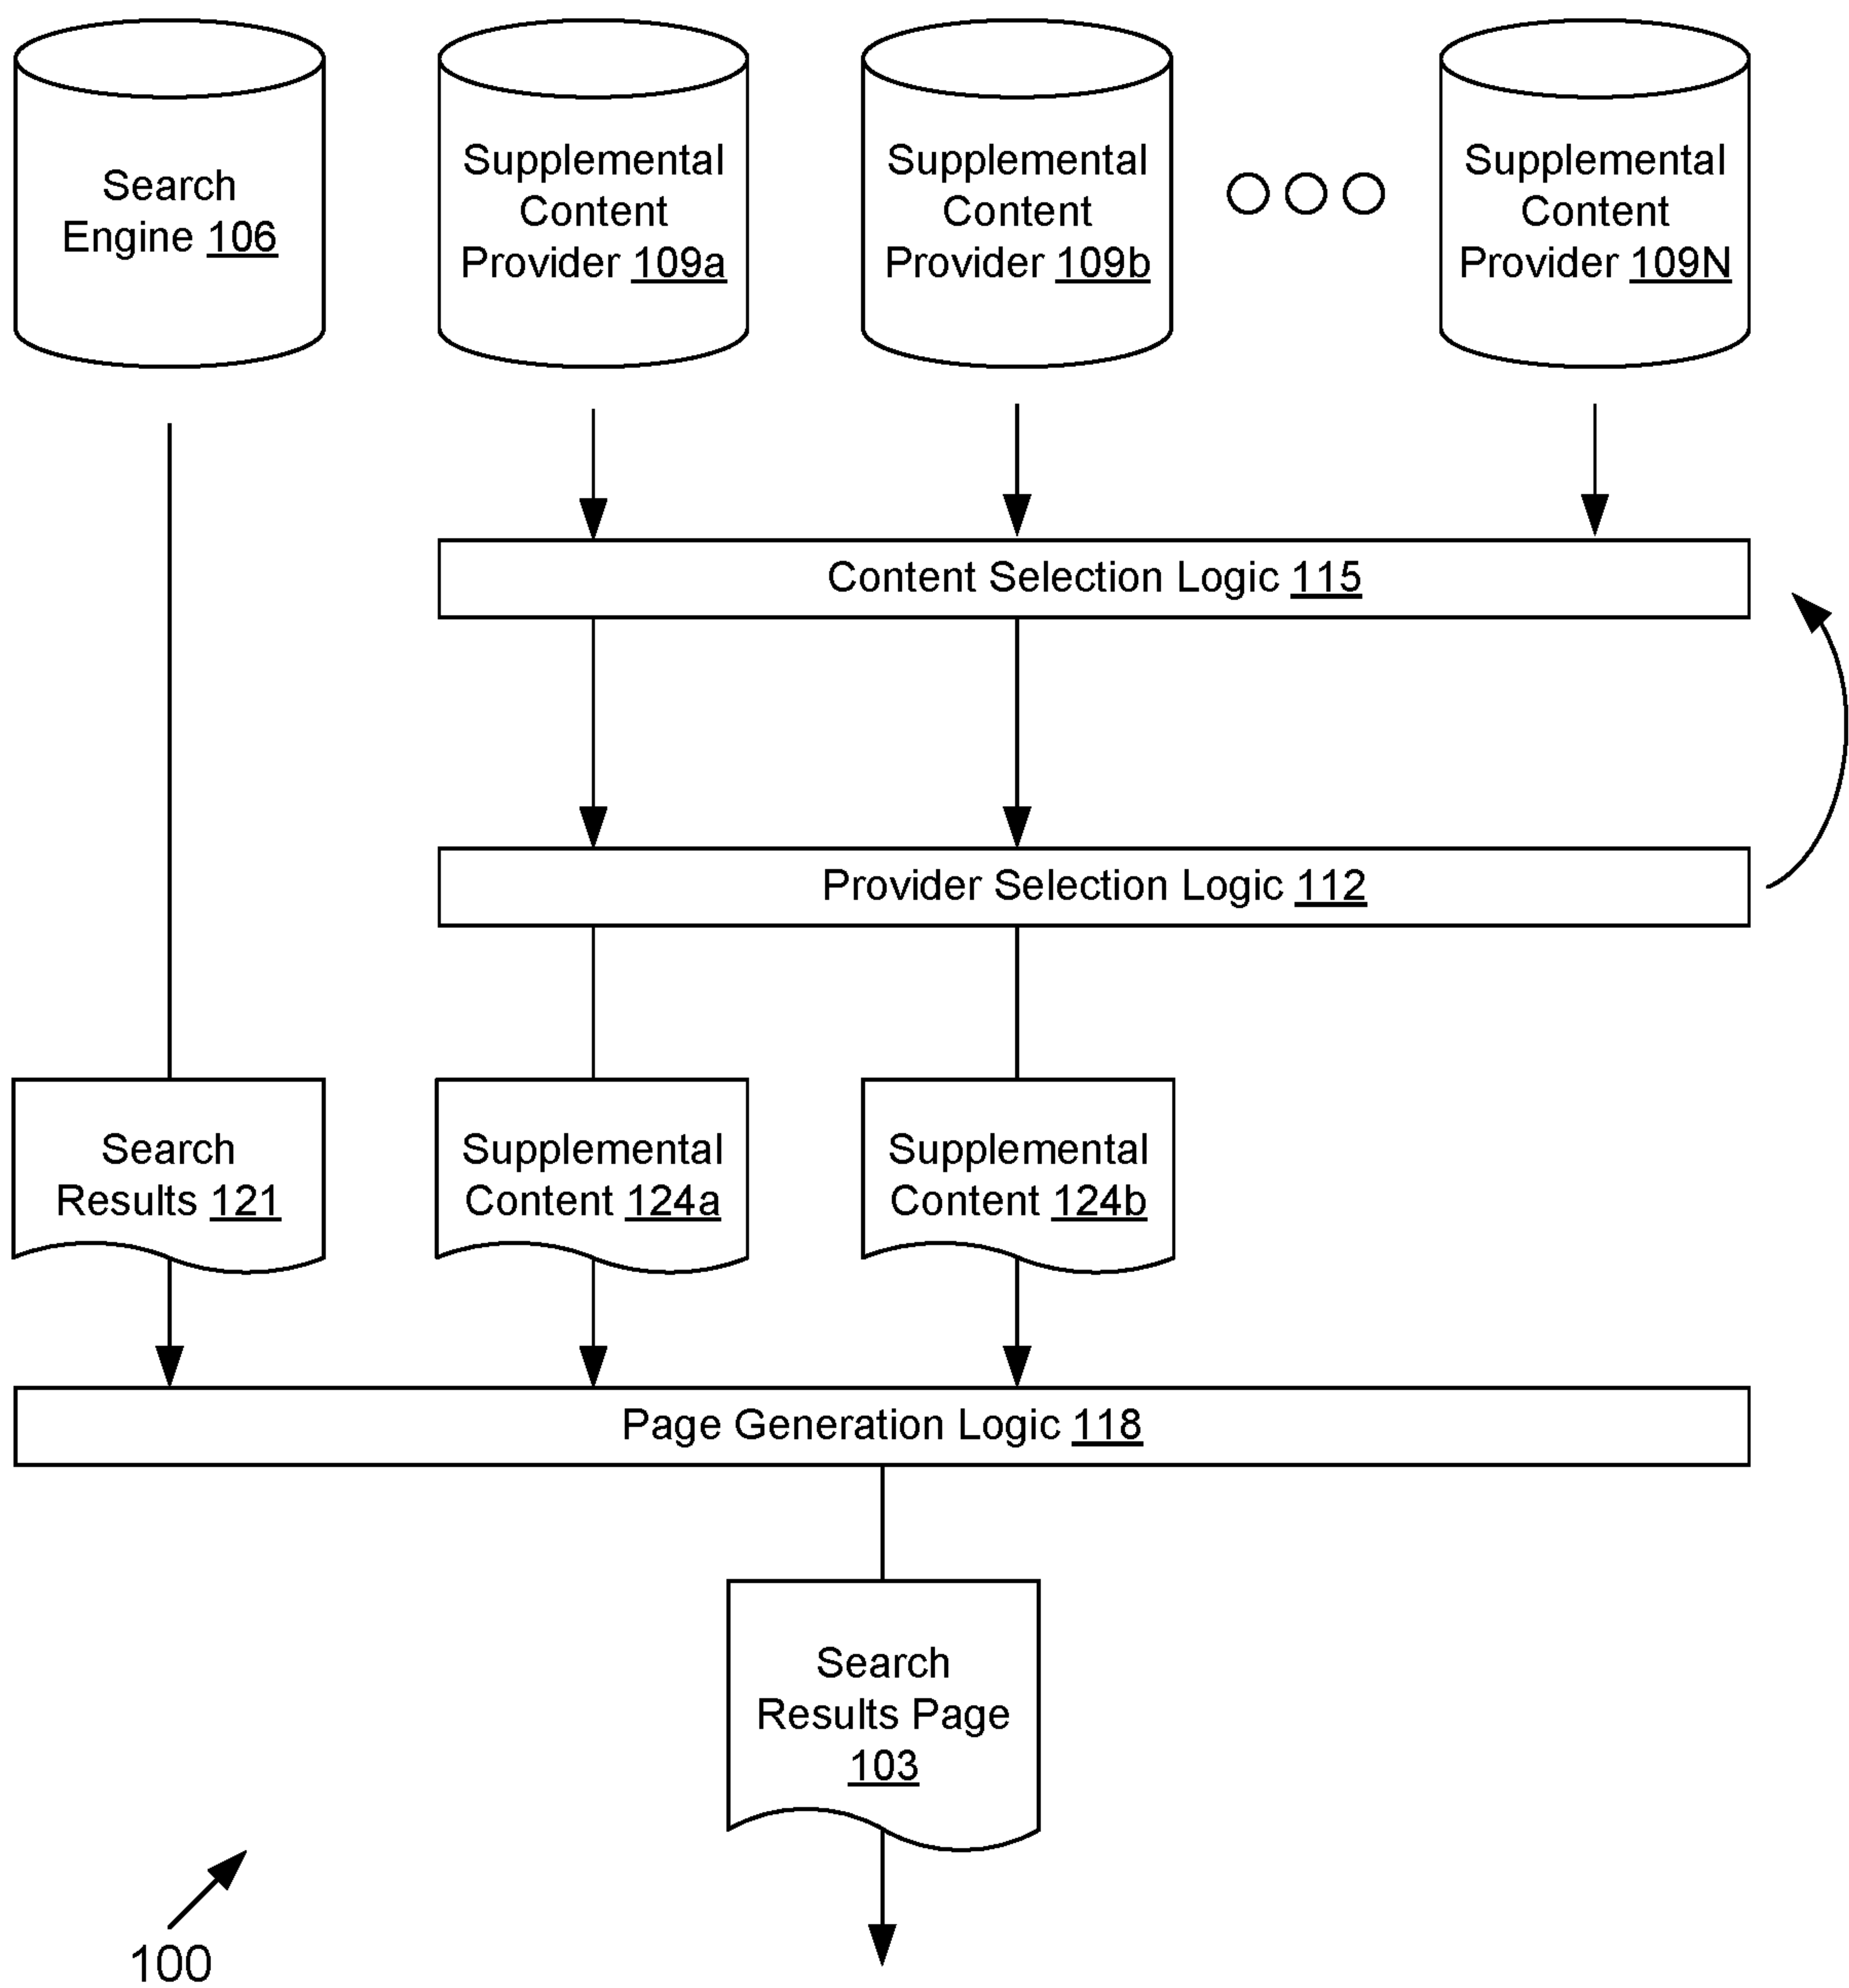 Search
Engine 106
Supplemental
Content
Provider 109a
Supplemental
Content
Provider 109b
Supplemental
Content
Provider 109N
Content Selection Logic 115
Provider Selection Logic 112
Search
Results 121
Supplemental
Content 124a
Supplemental
Content 124b
Page Generation Logic 118
Search
Results Page
103
100